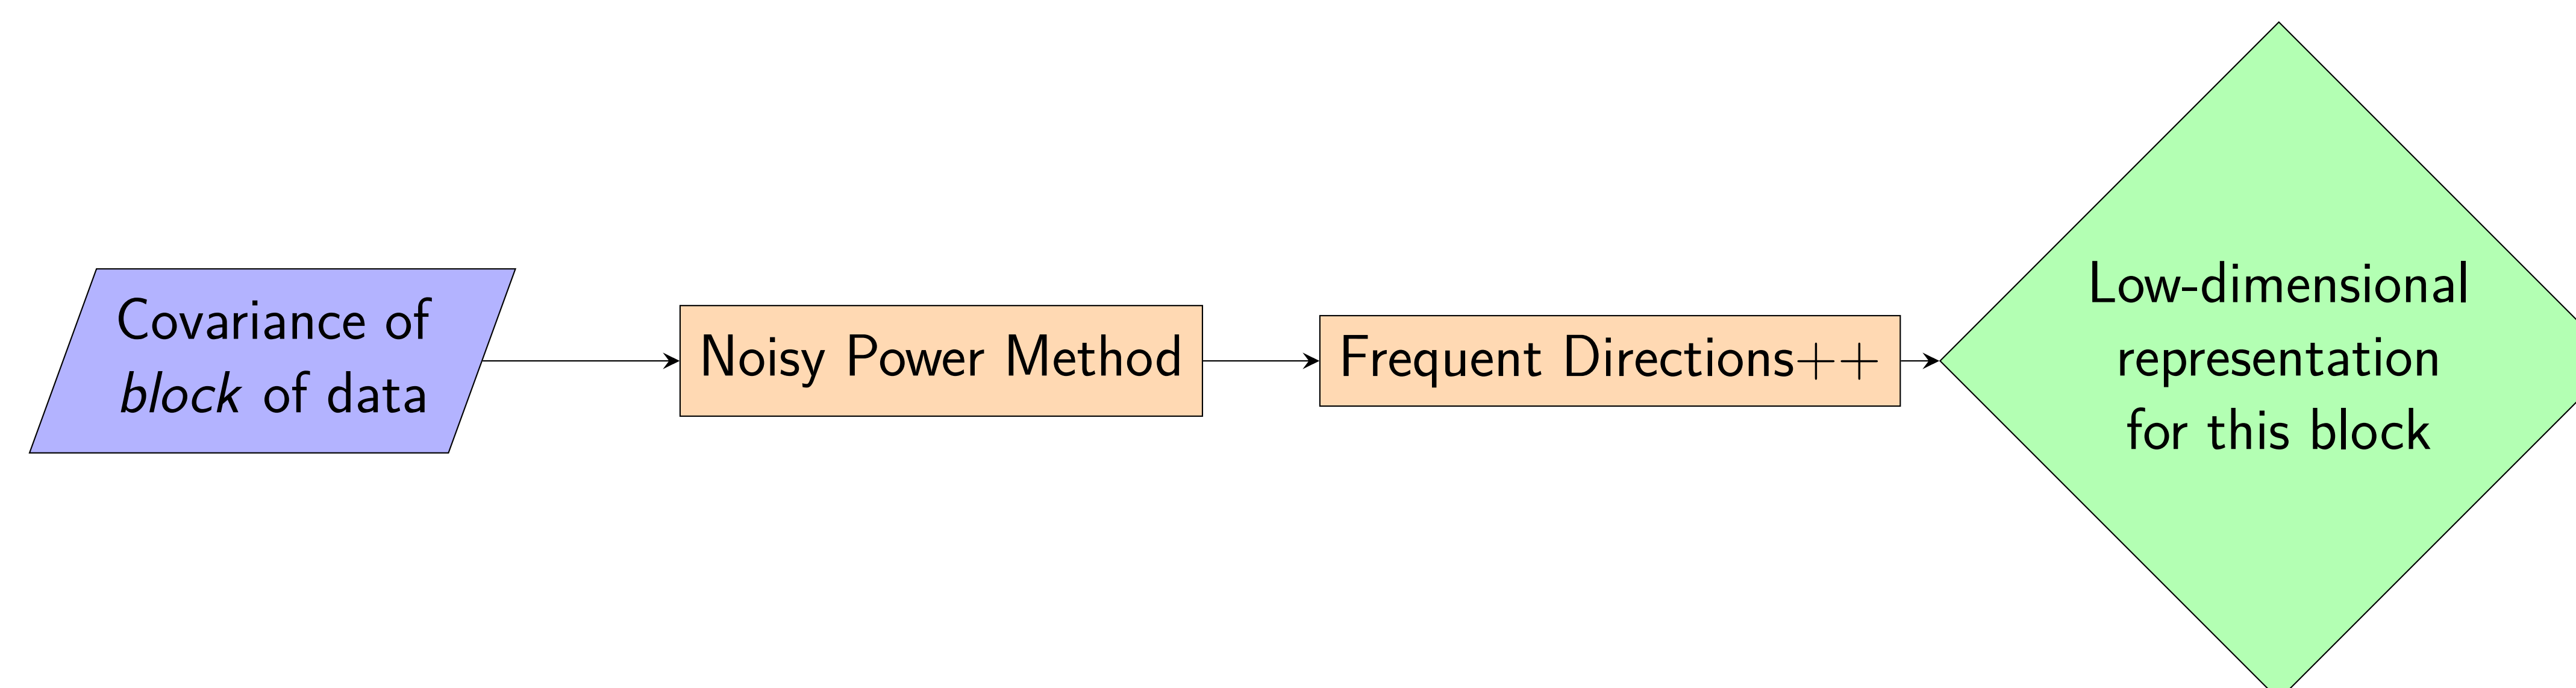 Covariance of
block of data
Noisy Power Method
Frequent Directions++
Low-dimensional
representation
for this block